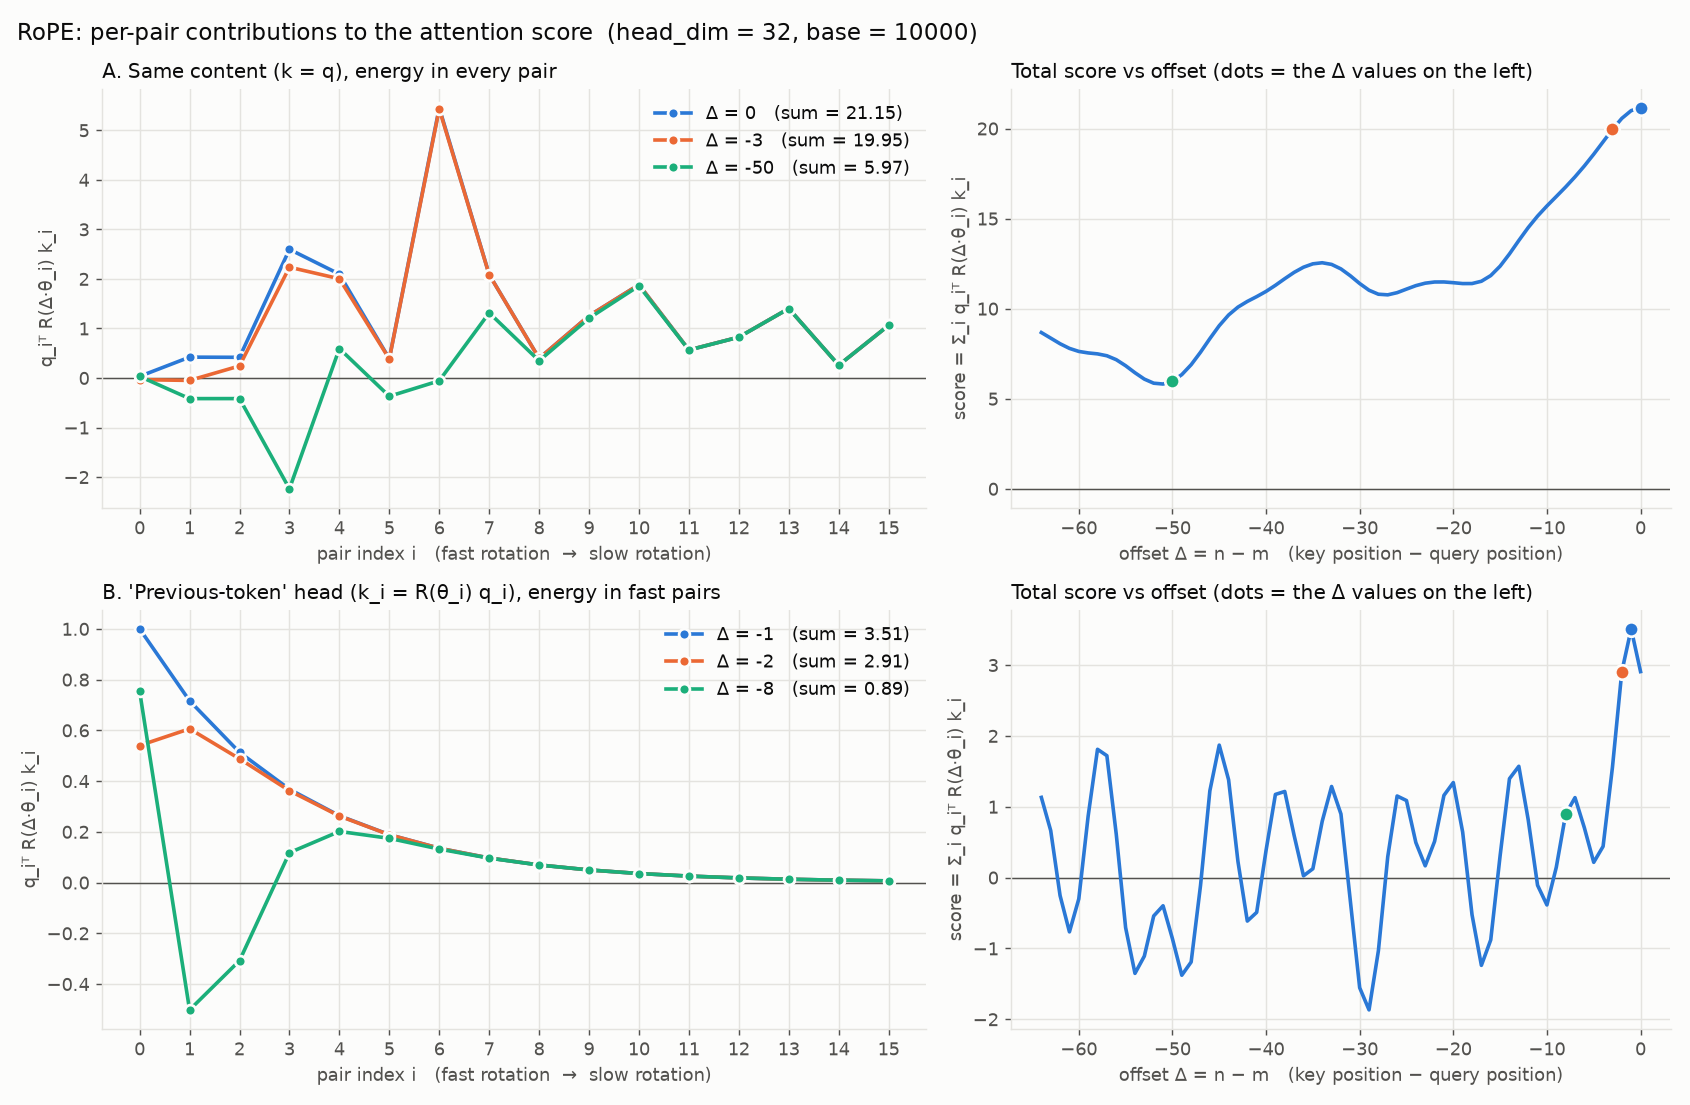 RoPE: per-pair contributions to the attention score (head_dim = 32, base = 10000)
A. Same content (k = q), energy in every pair
Δ = 0 (sum = 21.15)
Δ = -3 (sum = 19.95)
Δ = -50 (sum = 5.97)
5
4
3
2
1
0
−1
−2
q_iᵀ R(Δ·θ_i) k_i
0 1 2 3 4 5 6 7 8 9 10 11 12 13 14 15
pair index i (fast rotation → slow rotation)
Total score vs offset (dots = the Δ values on the left)
20
15
10
5
0
score = Σ_i q_iᵀ R(Δ·θ_i) k_i
−60 −50 −40 −30 −20 −10 0
offset Δ = n − m (key position − query position)
B. 'Previous-token' head (k_i = R(θ_i) q_i), energy in fast pairs
Δ = -1 (sum = 3.51)
Δ = -2 (sum = 2.91)
Δ = -8 (sum = 0.89)
1.0
0.8
0.6
0.4
0.2
0.0
−0.2
−0.4
q_iᵀ R(Δ·θ_i) k_i
0 1 2 3 4 5 6 7 8 9 10 11 12 13 14 15
pair index i (fast rotation → slow rotation)
Total score vs offset (dots = the Δ values on the left)
3
2
1
0
−1
−2
score = Σ_i q_iᵀ R(Δ·θ_i) k_i
−60 −50 −40 −30 −20 −10 0
offset Δ = n − m (key position − query position)